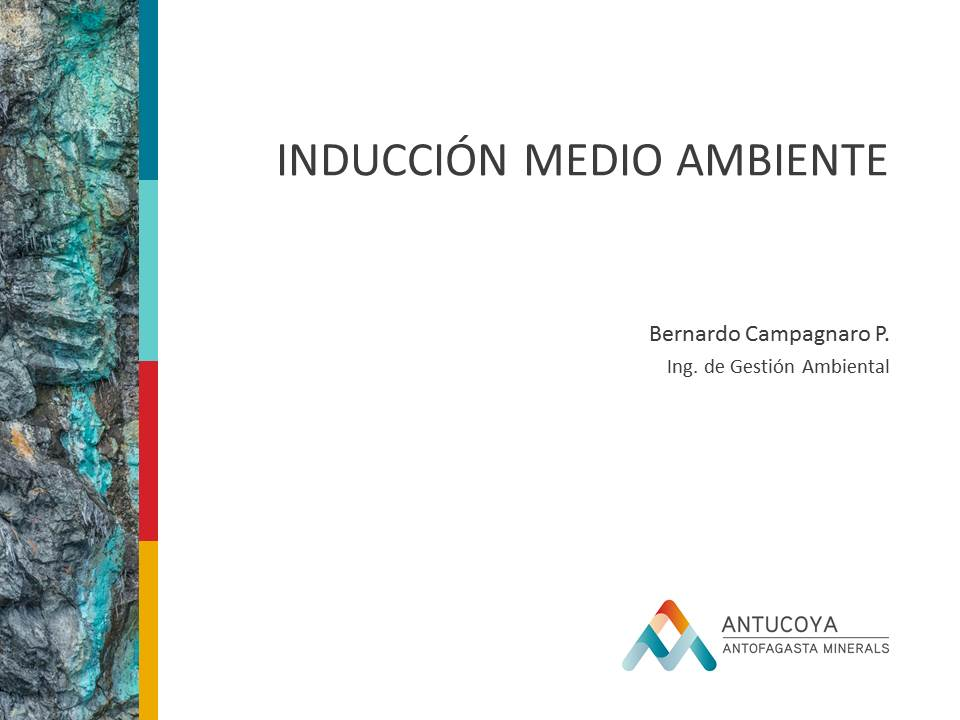 INDUCCIÓN MEDIO AMBIENTE
Bernardo Campagnaro P.
Ing. de Gestión Ambiental
ANTUCOYA
ANTOFAGASTA MINERALS